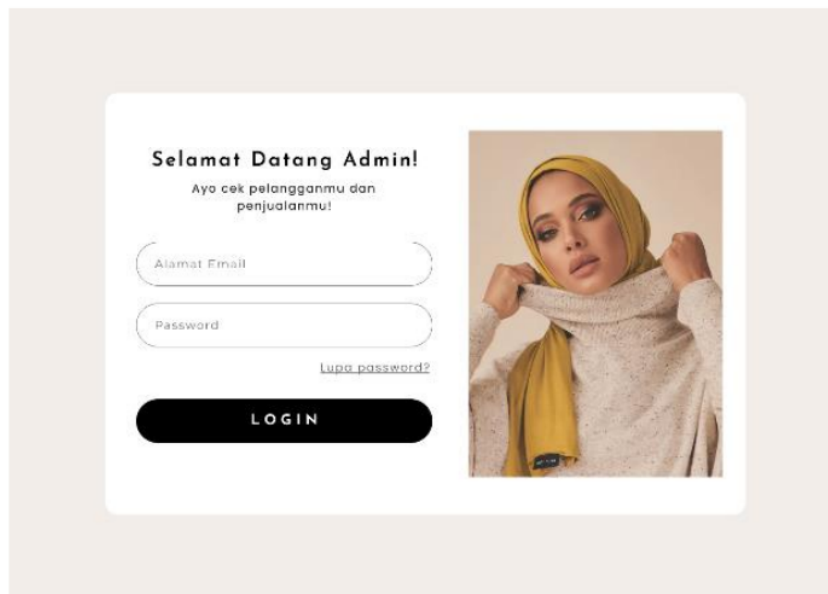 Selamat Datang Admin!
Ayo cek pelangganmu dan
penjualanmu!
Alamat Email
Password
Lupa password?
LOGIN